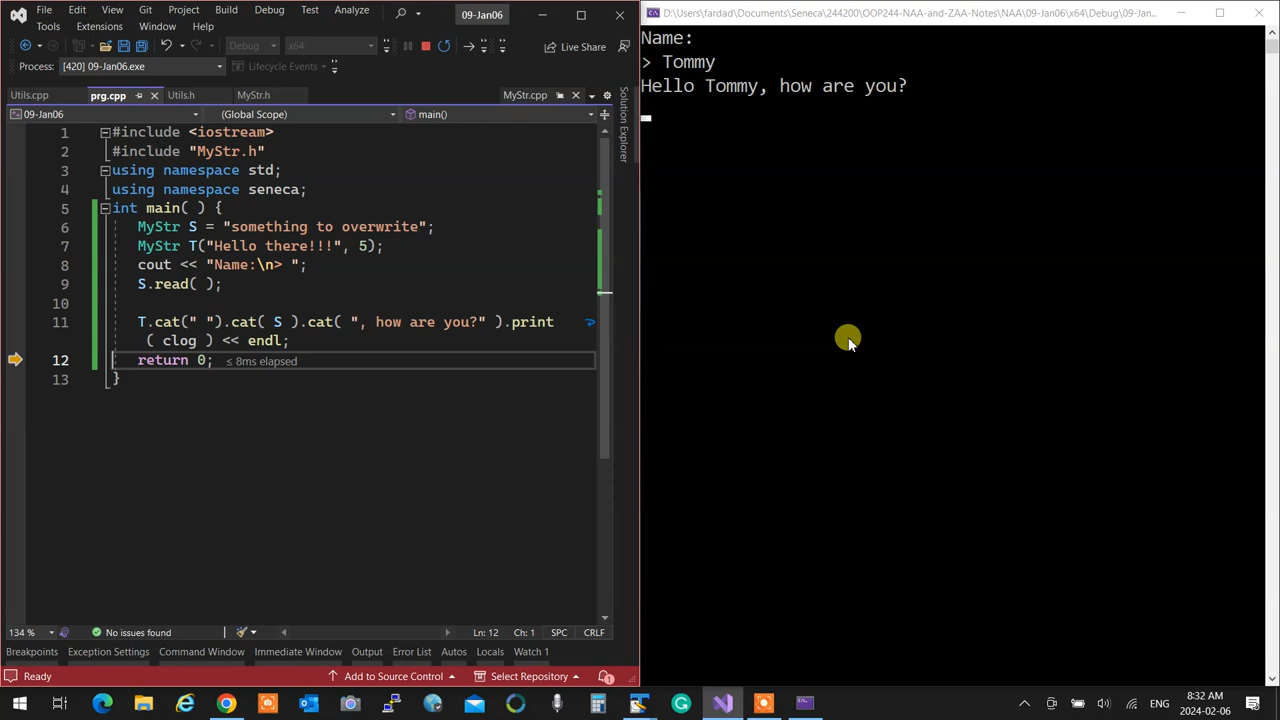 File Edit View Git Project Build Debug Test Analyze
Tools Extensions Window Help
09-Jan06
Debug x64 Live Share
Process: [420] 09-Jan06.exe Lifecycle Events
Utils.cpp prg.cpp Utils.h MyStr.h MyStr.cpp
09-Jan06 (Global Scope) main()
1 #include <iostream>
2 #include "MyStr.h"
3 using namespace std;
4 using namespace seneca;
5 int main( ) {
6 MyStr S = "something to overwrite";
7 MyStr T("Hello there!!!", 5);
8 cout << "Name:\n> ";
9 S.read( );
10
11 T.cat(" ").cat( S ).cat( ", how are you?" ).print
( clog ) << endl;
12 return 0; ≤ 8ms elapsed
13 }
Solution Explorer
134 % No issues found Ln: 12 Ch: 1 SPC CRLF
Breakpoints Exception Settings Command Window Immediate Window Output Error List Autos Locals Watch 1
Ready Add to Source Control Select Repository 1
D:\Users\fardad\Documents\Seneca\244200\OOP244-NAA-and-ZAA-Notes\NAA\09-Jan06\x64\Debug\09-Jan...
Name:
> Tommy
Hello Tommy, how are you?
ENG
8:32 AM
2024-02-06